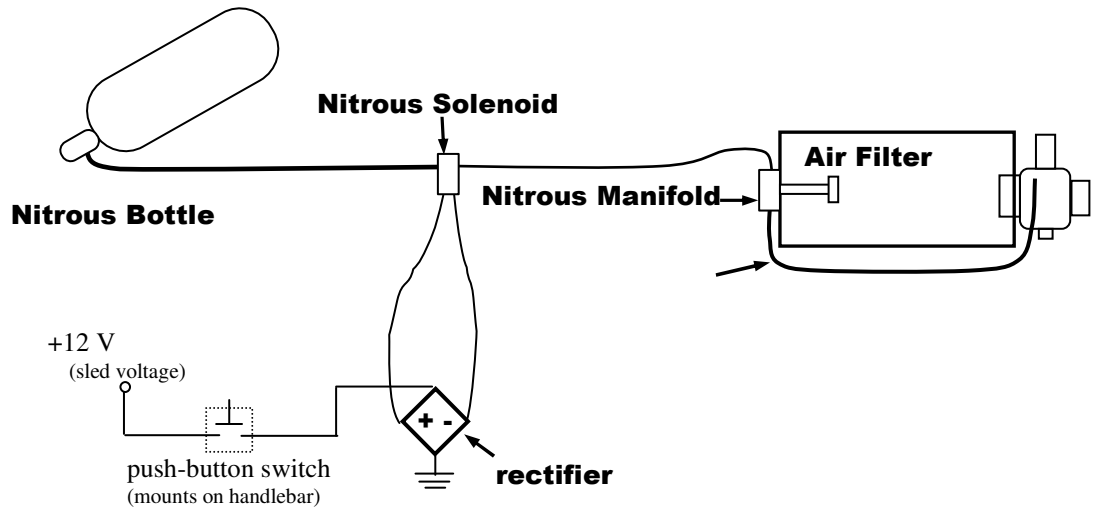 Nitrous Solenoid
Air Filter
Nitrous Manifold
Nitrous Bottle
+12 V
(sled voltage)
+ -
push-button switch
(mounts on handlebar)
rectifier